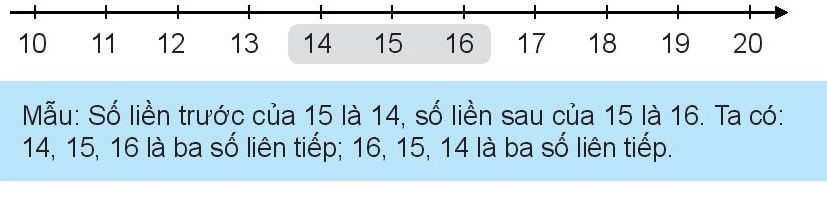 10 11 12 13 14 15 16 17 18 19 20
Mẫu: Số liền trước của 15 là 14, số liền sau của 15 là 16. Ta có:
14, 15, 16 là ba số liên tiếp; 16, 15, 14 là ba số liên tiếp.